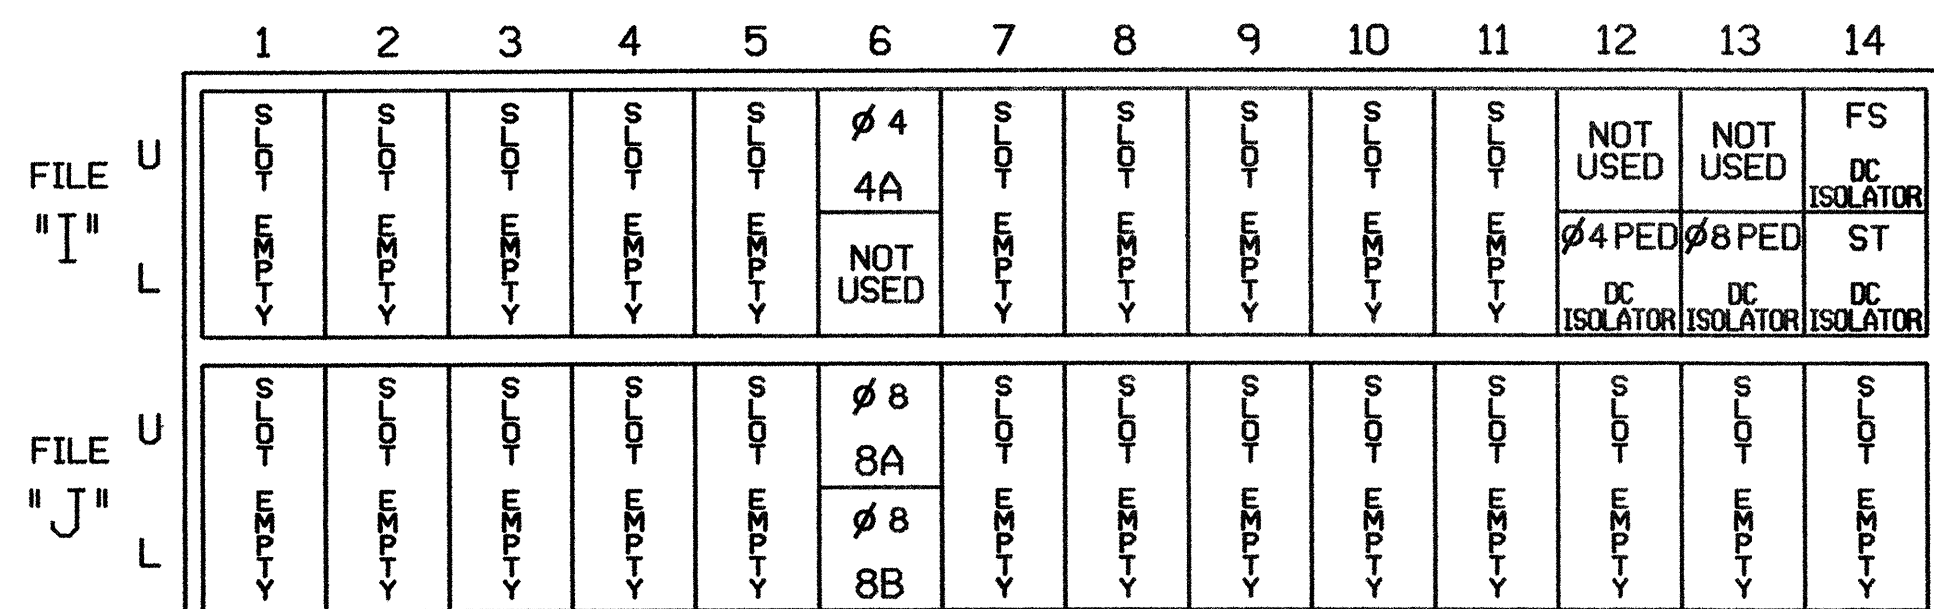 1 2 3 4 5 6 7 8 9 10 11 12 13 14
FILE "I"
U
L
SLOT EMPTY
SLOT EMPTY
SLOT EMPTY
SLOT EMPTY
SLOT EMPTY
Ø 4
4A
NOT
USED
SLOT EMPTY
SLOT EMPTY
SLOT EMPTY
SLOT EMPTY
SLOT EMPTY
NOT
USED
Ø4 PED
DC
ISOLATOR
NOT
USED
Ø8 PED
DC
ISOLATOR
FS
DC
ISOLATOR
ST
DC
ISOLATOR
FILE "J"
U
L
SLOT EMPTY
SLOT EMPTY
SLOT EMPTY
SLOT EMPTY
SLOT EMPTY
Ø 8
8A
Ø 8
8B
SLOT EMPTY
SLOT EMPTY
SLOT EMPTY
SLOT EMPTY
SLOT EMPTY
SLOT EMPTY
SLOT EMPTY
SLOT EMPTY